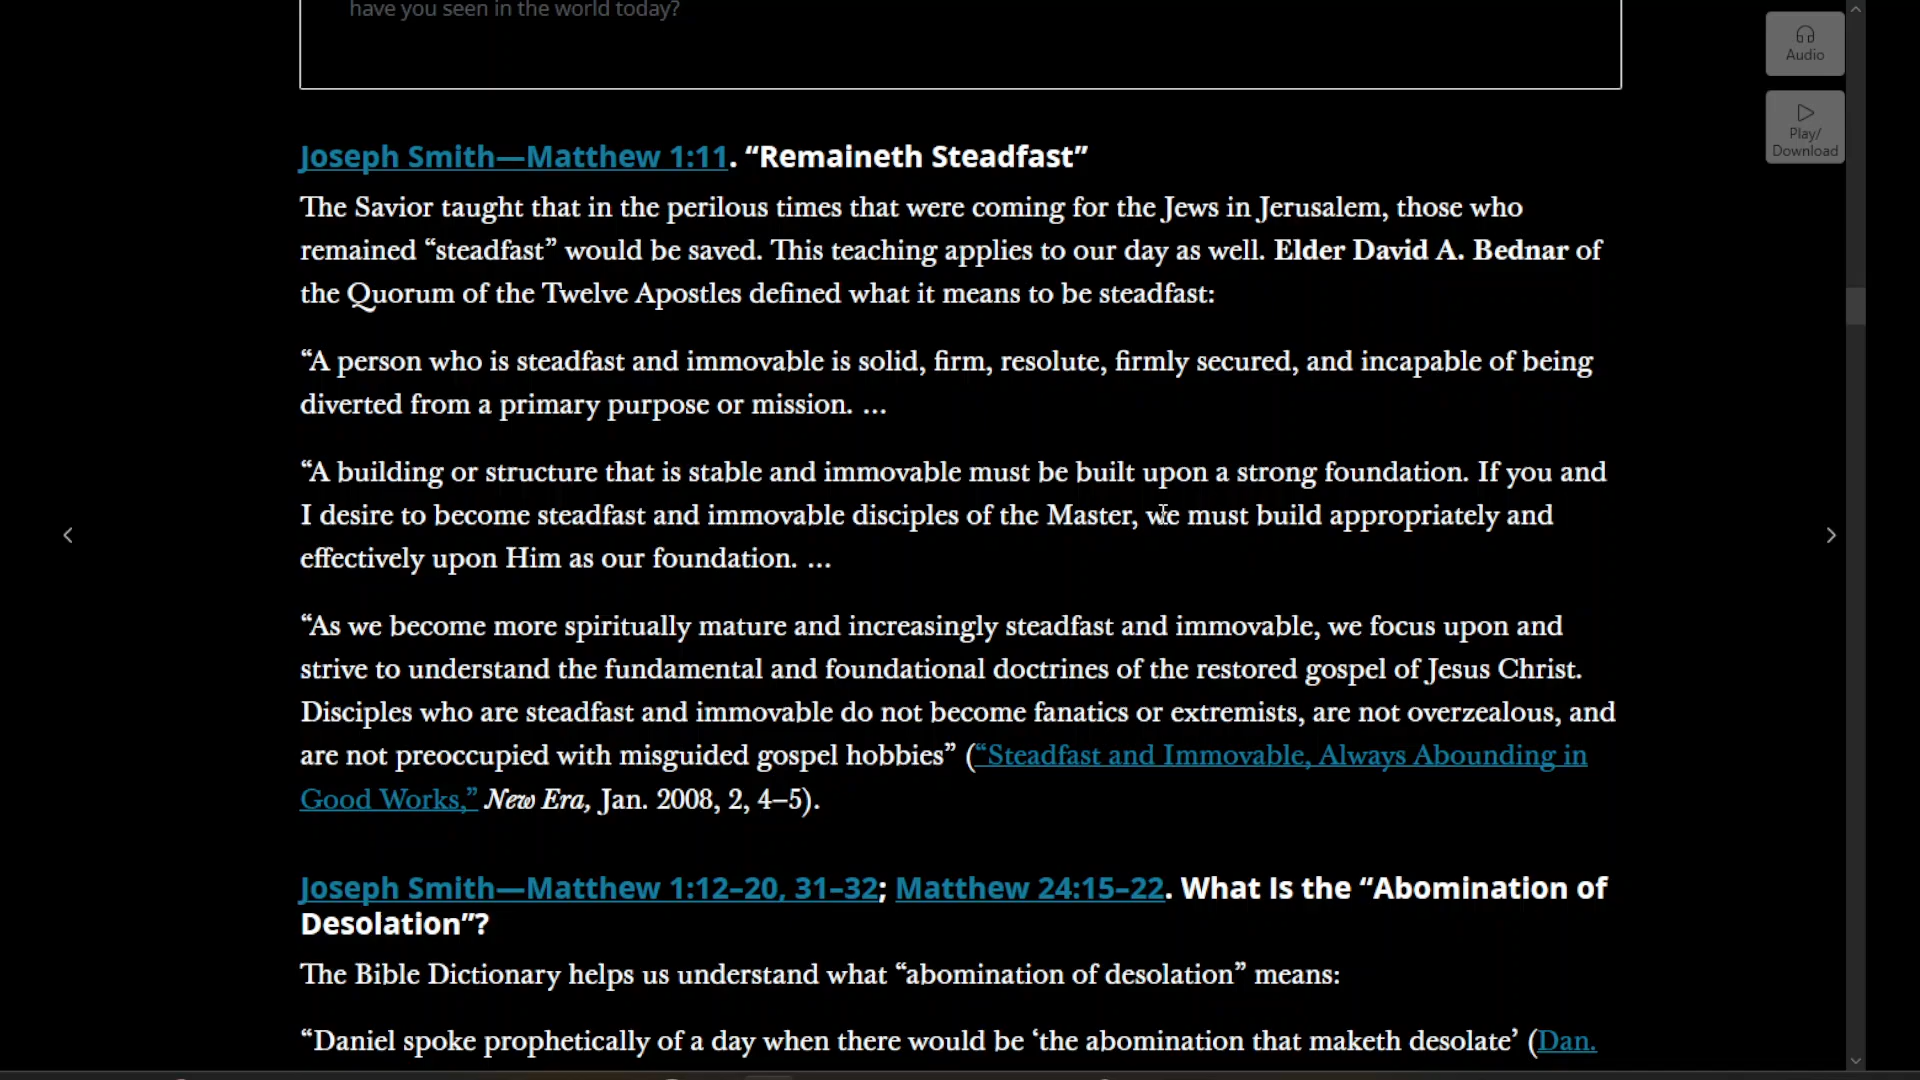 have you seen in the world today?
Audio
Play/
Download
Joseph Smith—Matthew 1:11. “Remaineth Steadfast”
The Savior taught that in the perilous times that were coming for the Jews in Jerusalem, those who
remained “steadfast” would be saved. This teaching applies to our day as well. Elder David A. Bednar of
the Quorum of the Twelve Apostles defined what it means to be steadfast:
“A person who is steadfast and immovable is solid, firm, resolute, firmly secured, and incapable of being
diverted from a primary purpose or mission. …
“A building or structure that is stable and immovable must be built upon a strong foundation. If you and
I desire to become steadfast and immovable disciples of the Master, we must build appropriately and
effectively upon Him as our foundation. …
“As we become more spiritually mature and increasingly steadfast and immovable, we focus upon and
strive to understand the fundamental and foundational doctrines of the restored gospel of Jesus Christ.
Disciples who are steadfast and immovable do not become fanatics or extremists, are not overzealous, and
are not preoccupied with misguided gospel hobbies” (“Steadfast and Immovable, Always Abounding in
Good Works,” New Era, Jan. 2008, 2, 4–5).
Joseph Smith—Matthew 1:12–20, 31–32; Matthew 24:15–22. What Is the “Abomination of
Desolation”?
The Bible Dictionary helps us understand what “abomination of desolation” means:
“Daniel spoke prophetically of a day when there would be ‘the abomination that maketh desolate’ (Dan.